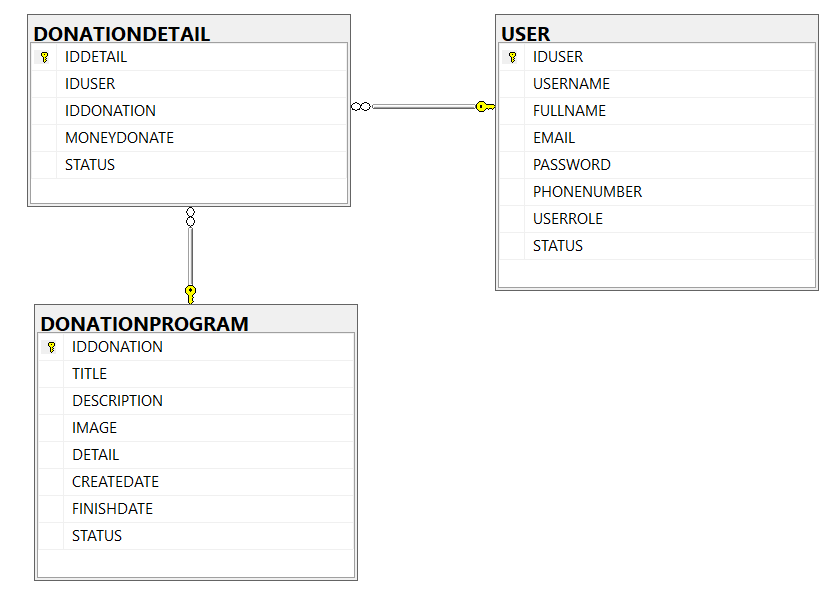 DONATIONDETAIL
IDDETAIL
IDUSER
IDDONATION
MONEYDONATE
STATUS
USER
IDUSER
USERNAME
FULLNAME
EMAIL
PASSWORD
PHONENUMBER
USERROLE
STATUS
DONATIONPROGRAM
IDDONATION
TITLE
DESCRIPTION
IMAGE
DETAIL
CREATEDATE
FINISHDATE
STATUS